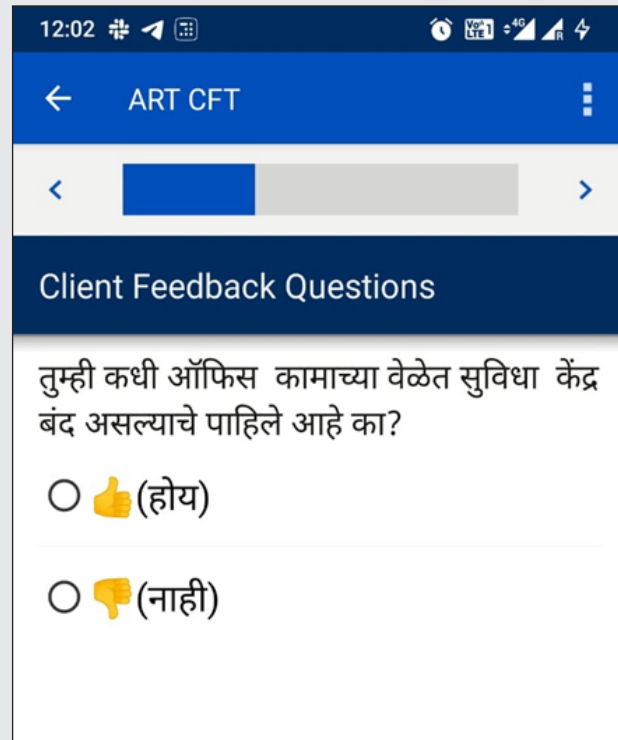 12:02
ART CFT
Client Feedback Questions
तुम्ही कधी ऑफिस कामाच्या वेळेत सुविधा केंद्र
बंद असल्याचे पाहिले आहे का?
👍(होय)
👎(नाही)